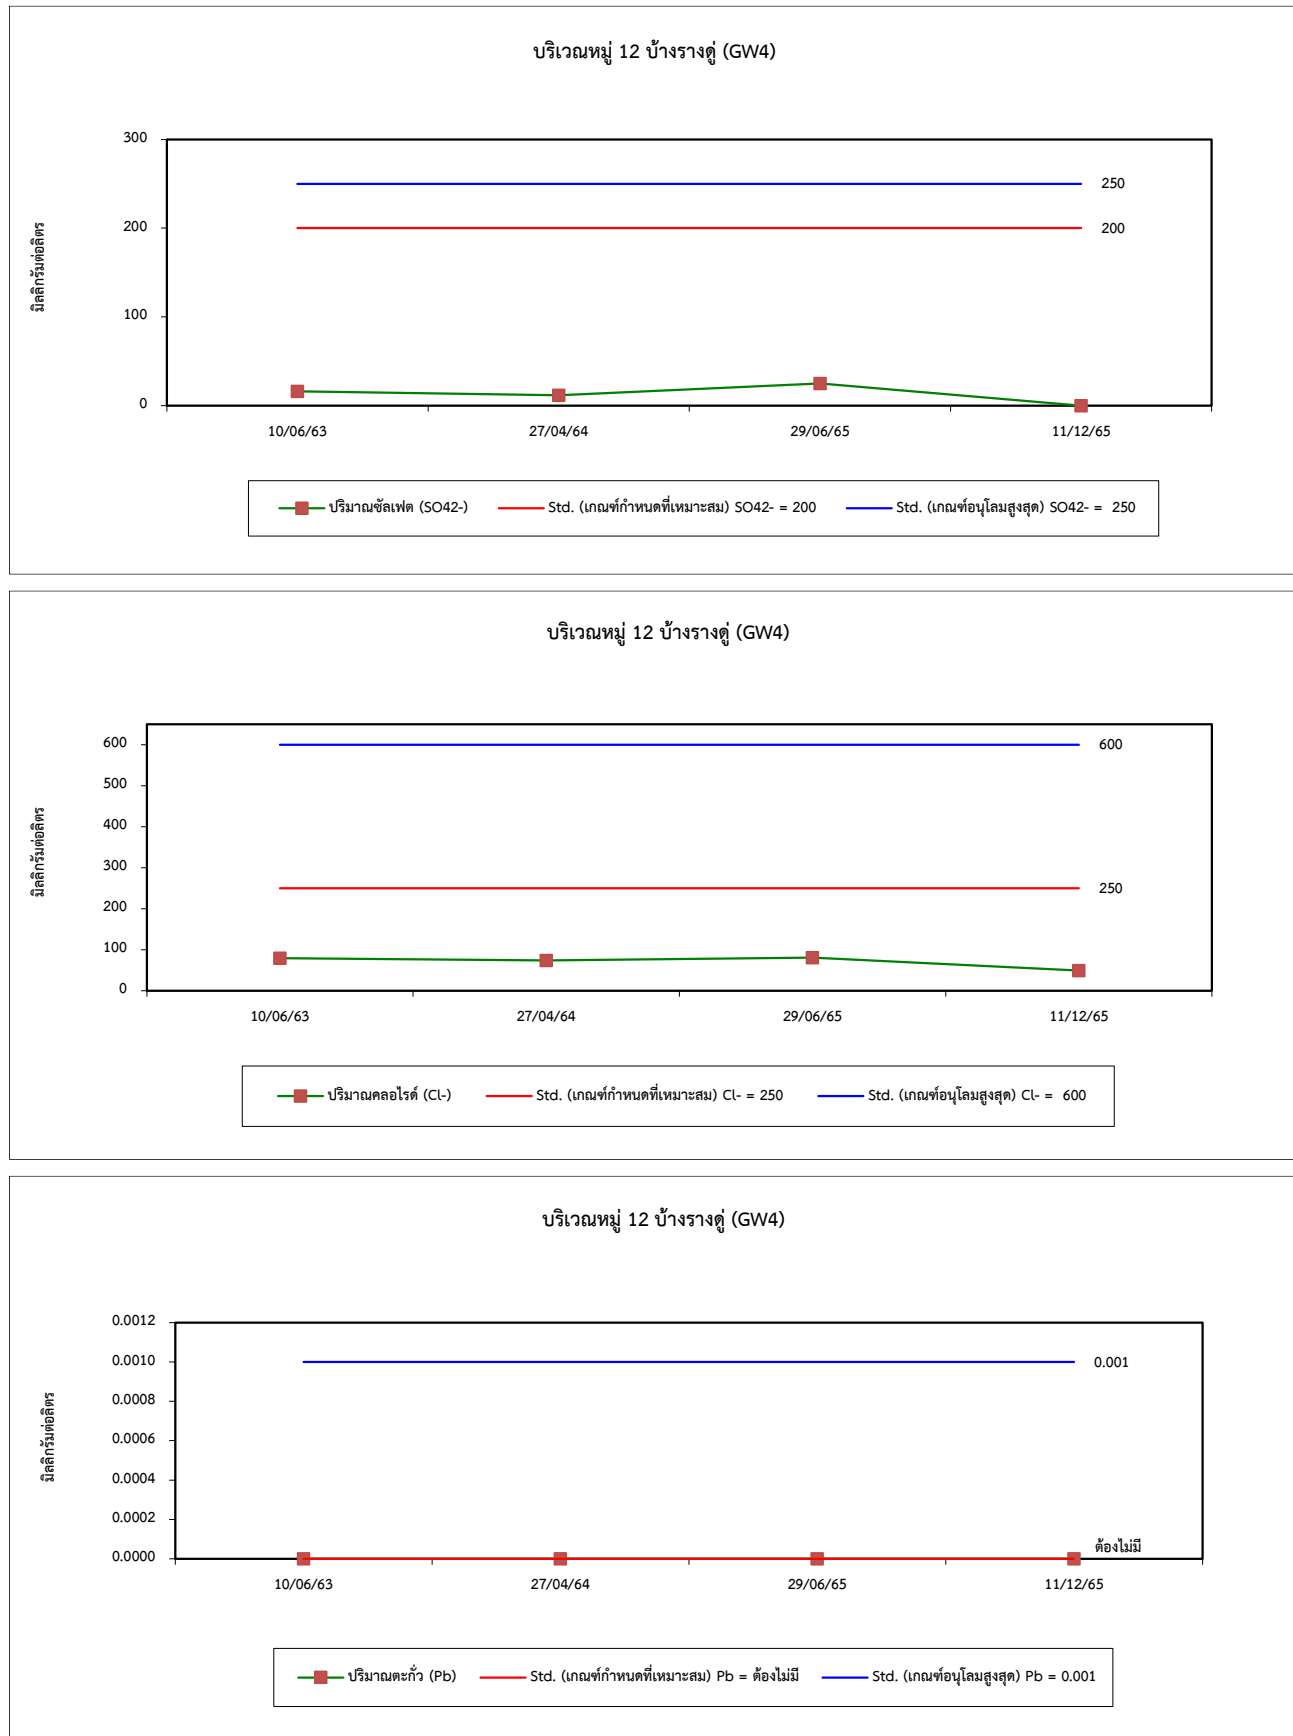 บริเวณหมู่ 12 บ้างรางดู่ (GW4)
มิลลิกรัมต่อลิตร
300
200
100
0
250
200
10/06/63 27/04/64 29/06/65 11/12/65
ปริมาณซัลเฟต (SO42-) Std. (เกณฑ์กำหนดที่เหมาะสม) SO42- = 200 Std. (เกณฑ์อนุโลมสูงสุด) SO42- = 250
บริเวณหมู่ 12 บ้างรางดู่ (GW4)
มิลลิกรัมต่อลิตร
600
500
400
300
200
100
0
600
250
10/06/63 27/04/64 29/06/65 11/12/65
ปริมาณคลอไรด์ (Cl-) Std. (เกณฑ์กำหนดที่เหมาะสม) Cl- = 250 Std. (เกณฑ์อนุโลมสูงสุด) Cl- = 600
บริเวณหมู่ 12 บ้างรางดู่ (GW4)
มิลลิกรัมต่อลิตร
0.0012
0.0010
0.0008
0.0006
0.0004
0.0002
0.0000
0.001
ต้องไม่มี
10/06/63 27/04/64 29/06/65 11/12/65
ปริมาณตะกั่ว (Pb) Std. (เกณฑ์กำหนดที่เหมาะสม) Pb = ต้องไม่มี Std. (เกณฑ์อนุโลมสูงสุด) Pb = 0.001